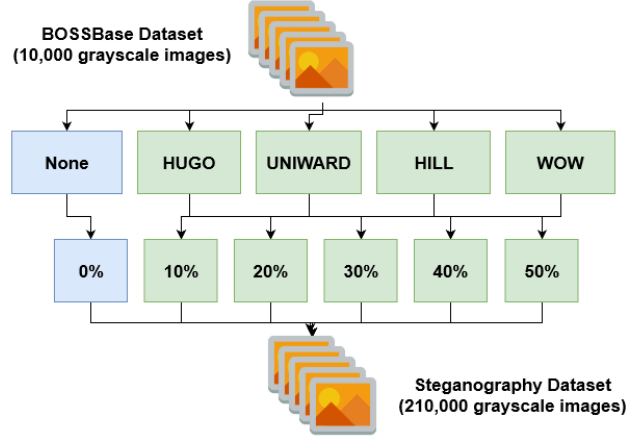 BOSSBase Dataset
(10,000 grayscale images)
None
HUGO
UNIWARD
HILL
WOW
0%
10%
20%
30%
40%
50%
Steganography Dataset
(210,000 grayscale images)